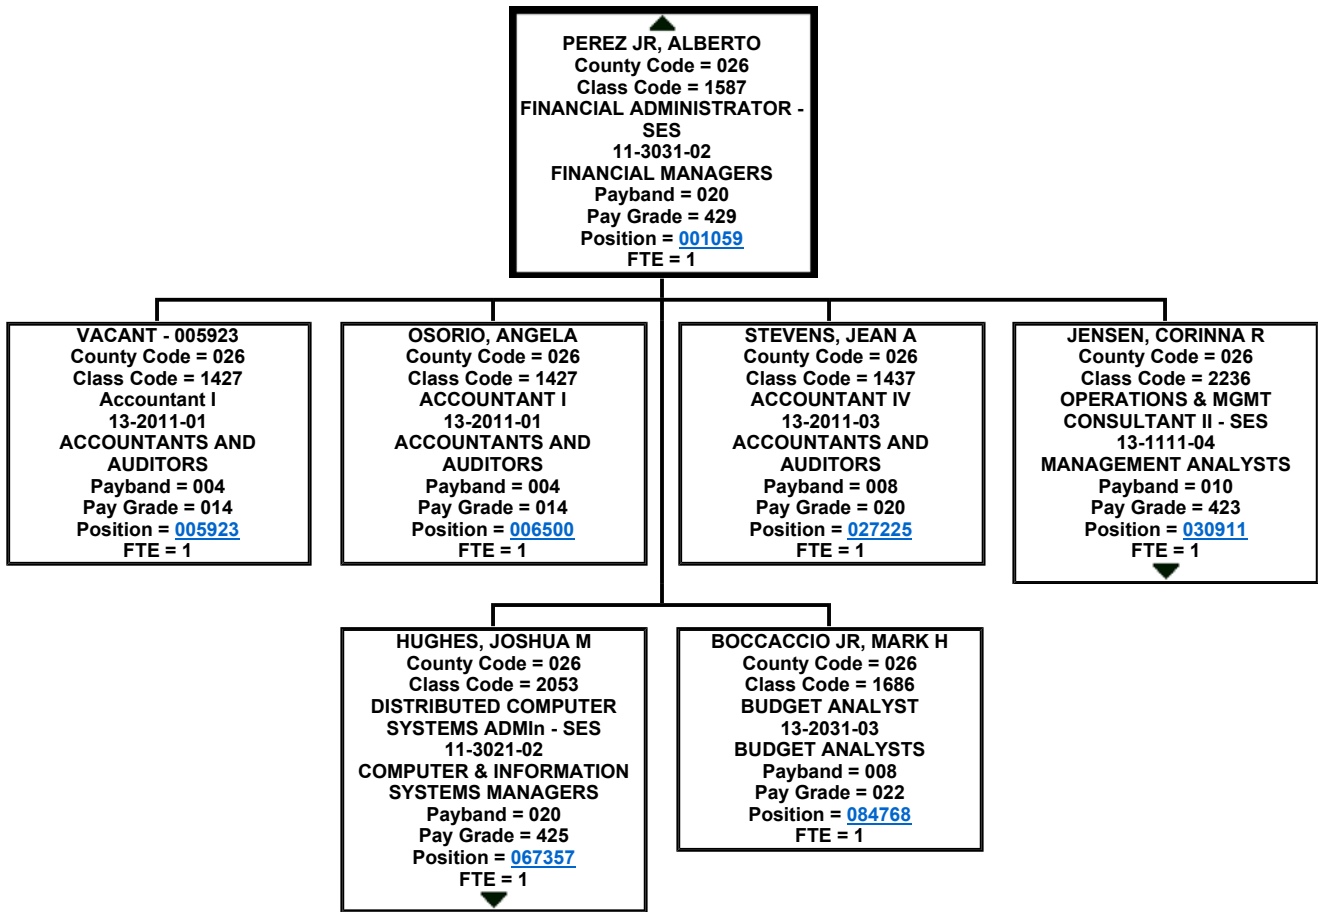 PEREZ JR, ALBERTO
County Code = 026
Class Code = 1587
FINANCIAL ADMINISTRATOR -
SES
11-3031-02
FINANCIAL MANAGERS
Payband = 020
Pay Grade = 429
Position = 001059
FTE = 1
VACANT - 005923
County Code = 026
Class Code = 1427
Accountant I
13-2011-01
ACCOUNTANTS AND
AUDITORS
Payband = 004
Pay Grade = 014
Position = 005923
FTE = 1
OSORIO, ANGELA
County Code = 026
Class Code = 1427
ACCOUNTANT I
13-2011-01
ACCOUNTANTS AND
AUDITORS
Payband = 004
Pay Grade = 014
Position = 006500
FTE = 1
STEVENS, JEAN A
County Code = 026
Class Code = 1437
ACCOUNTANT IV
13-2011-03
ACCOUNTANTS AND
AUDITORS
Payband = 008
Pay Grade = 020
Position = 027225
FTE = 1
JENSEN, CORINNA R
County Code = 026
Class Code = 2236
OPERATIONS & MGMT
CONSULTANT II - SES
13-1111-04
MANAGEMENT ANALYSTS
Payband = 010
Pay Grade = 423
Position = 030911
FTE = 1
HUGHES, JOSHUA M
County Code = 026
Class Code = 2053
DISTRIBUTED COMPUTER
SYSTEMS ADMIn - SES
11-3021-02
COMPUTER & INFORMATION
SYSTEMS MANAGERS
Payband = 020
Pay Grade = 425
Position = 067357
FTE = 1
BOCCACCIO JR, MARK H
County Code = 026
Class Code = 1686
BUDGET ANALYST
13-2031-03
BUDGET ANALYSTS
Payband = 008
Pay Grade = 022
Position = 084768
FTE = 1